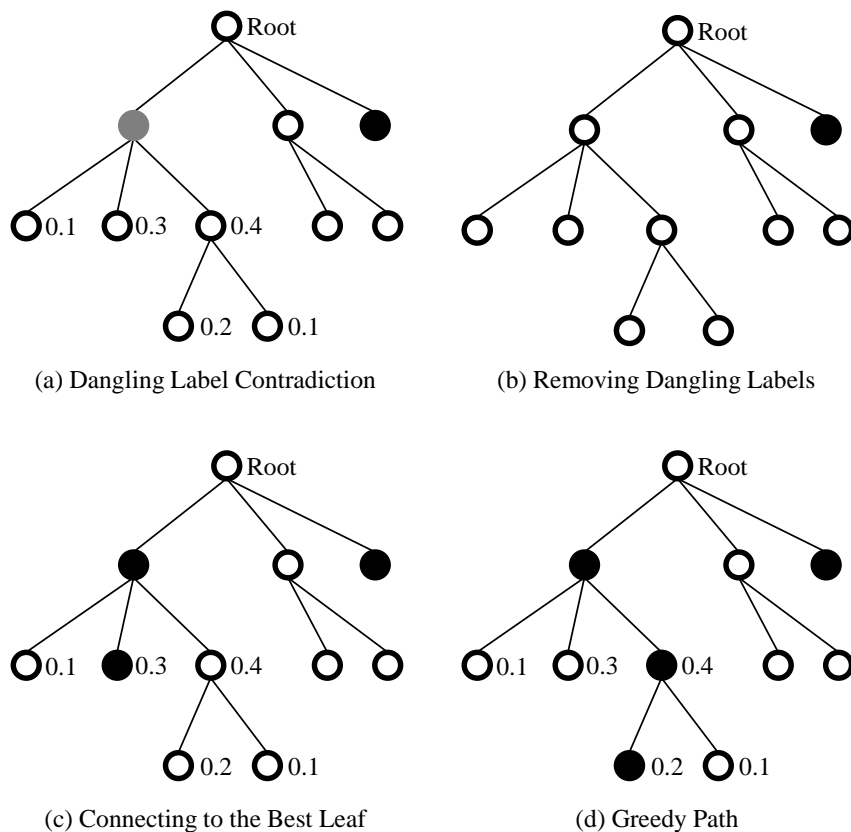 Root
Root
0.1 0.3 0.4
0.2 0.1
(a) Dangling Label Contradiction
(b) Removing Dangling Labels
Root
Root
0.1 0.3 0.4
0.1 0.3 0.4
0.2 0.1
0.2 0.1
(c) Connecting to the Best Leaf
(d) Greedy Path